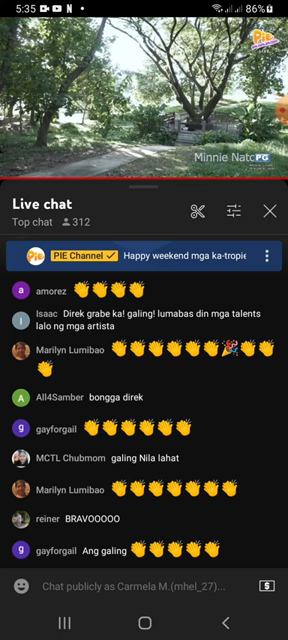 5:35
86%
Pie
Minnie Natc
PG
Live chat
Top chat 312
Pie PIE Channel Happy weekend mga ka-tropie
a amorez 👏👏👏👏
I Isaac Direk grabe ka! galing! lumabas din mga talents
lalo ng mga artista
Marilyn Lumibao 👏👏👏👏👏👏🎉👏👏
👏
A All4Samber bongga direk
g gayforgail 👏👏👏👏👏👏
MCTL Chubmom galing Nila lahat
Marilyn Lumibao 👏👏👏👏👏👏👏
reiner BRAVOOOOO
g gayforgail Ang galing 👏👏👏👏👏
Chat publicly as Carmela M.(mhel_27)...